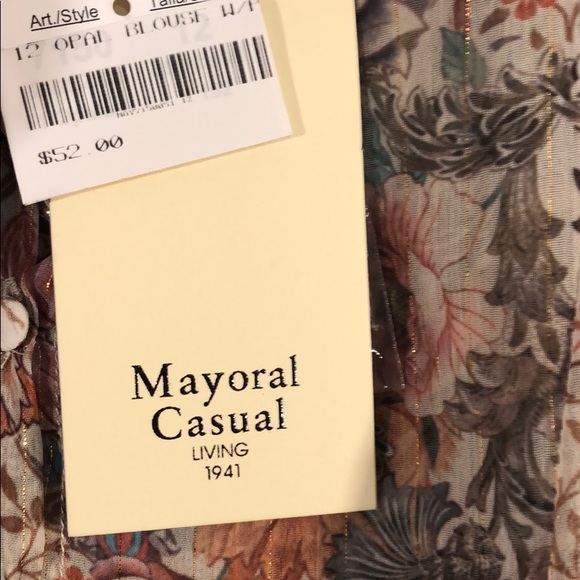 Art./Style
12 OPAL BLOUSE W/P
$52.00
Mayoral
Casual
LIVING
1941